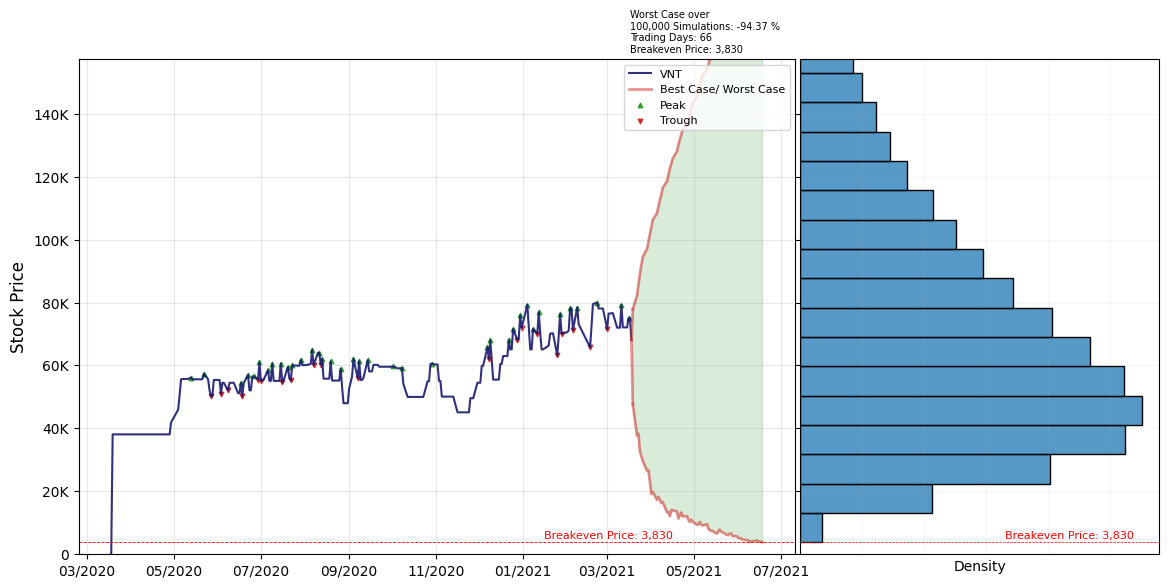 Worst Case over
100,000 Simulations: -94.37 %
Trading Days: 66
Breakeven Price: 3,830
VNT
Best Case/ Worst Case
Peak
Trough
Stock Price
140K
120K
100K
80K
60K
40K
20K
0
Breakeven Price: 3,830
Breakeven Price: 3,830
03/2020
05/2020
07/2020
09/2020
11/2020
01/2021
03/2021
05/2021
07/2021
Density